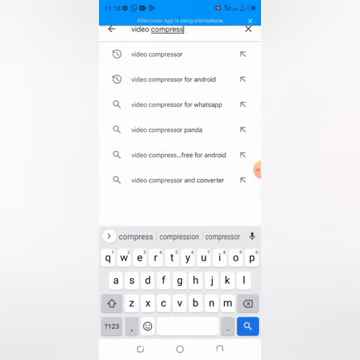 11:10
XRecorder App is using microphone
video compress
video compressor
video compressor for android
video compressor for whatsapp
video compressor panda
video compress...free for android
video compressor and converter
compress compression compressor
q w e r t y u i o p
a s d f g h j k l
z x c v b n m
?123 , .